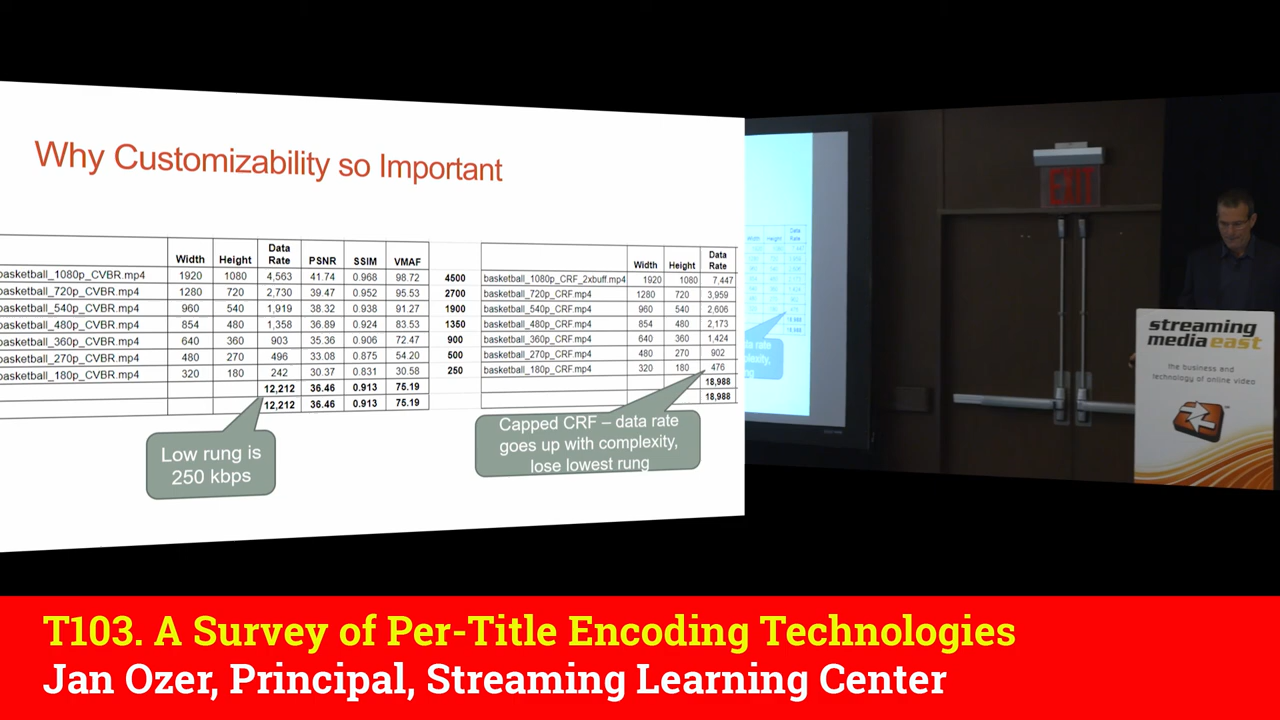 Why Customizability so Important
Width Height Data Rate PSNR SSIM VMAF
basketball_1080p_CVBR.mp4 1920 1080 4,563 41.74 0.968 98.72
basketball_720p_CVBR.mp4 1280 720 2,730 39.47 0.952 95.53
basketball_540p_CVBR.mp4 960 540 1,919 38.32 0.938 91.27
basketball_480p_CVBR.mp4 854 480 1,358 36.89 0.924 83.53
basketball_360p_CVBR.mp4 640 360 903 35.36 0.906 72.47
basketball_270p_CVBR.mp4 480 270 496 33.08 0.875 54.20
basketball_180p_CVBR.mp4 320 180 242 30.37 0.831 30.58
12,212 36.46 0.913 75.19
12,212 36.46 0.913 75.19
4500
2700
1900
1350
900
500
250
Width Height Data Rate
basketball_1080p_CRF_2xbuff.mp4 1920 1080 7,447
basketball_720p_CRF.mp4 1280 720 3,959
basketball_540p_CRF.mp4 960 540 2,606
basketball_480p_CRF.mp4 854 480 2,173
basketball_360p_CRF.mp4 640 360 1,424
basketball_270p_CRF.mp4 480 270 902
basketball_180p_CRF.mp4 320 180 476
18,988
18,988
Low rung is
250 kbps
Capped CRF – data rate
goes up with complexity,
lose lowest rung
EXIT
streaming
media east
the business and
technology of online video
T103. A Survey of Per-Title Encoding Technologies
Jan Ozer, Principal, Streaming Learning Center